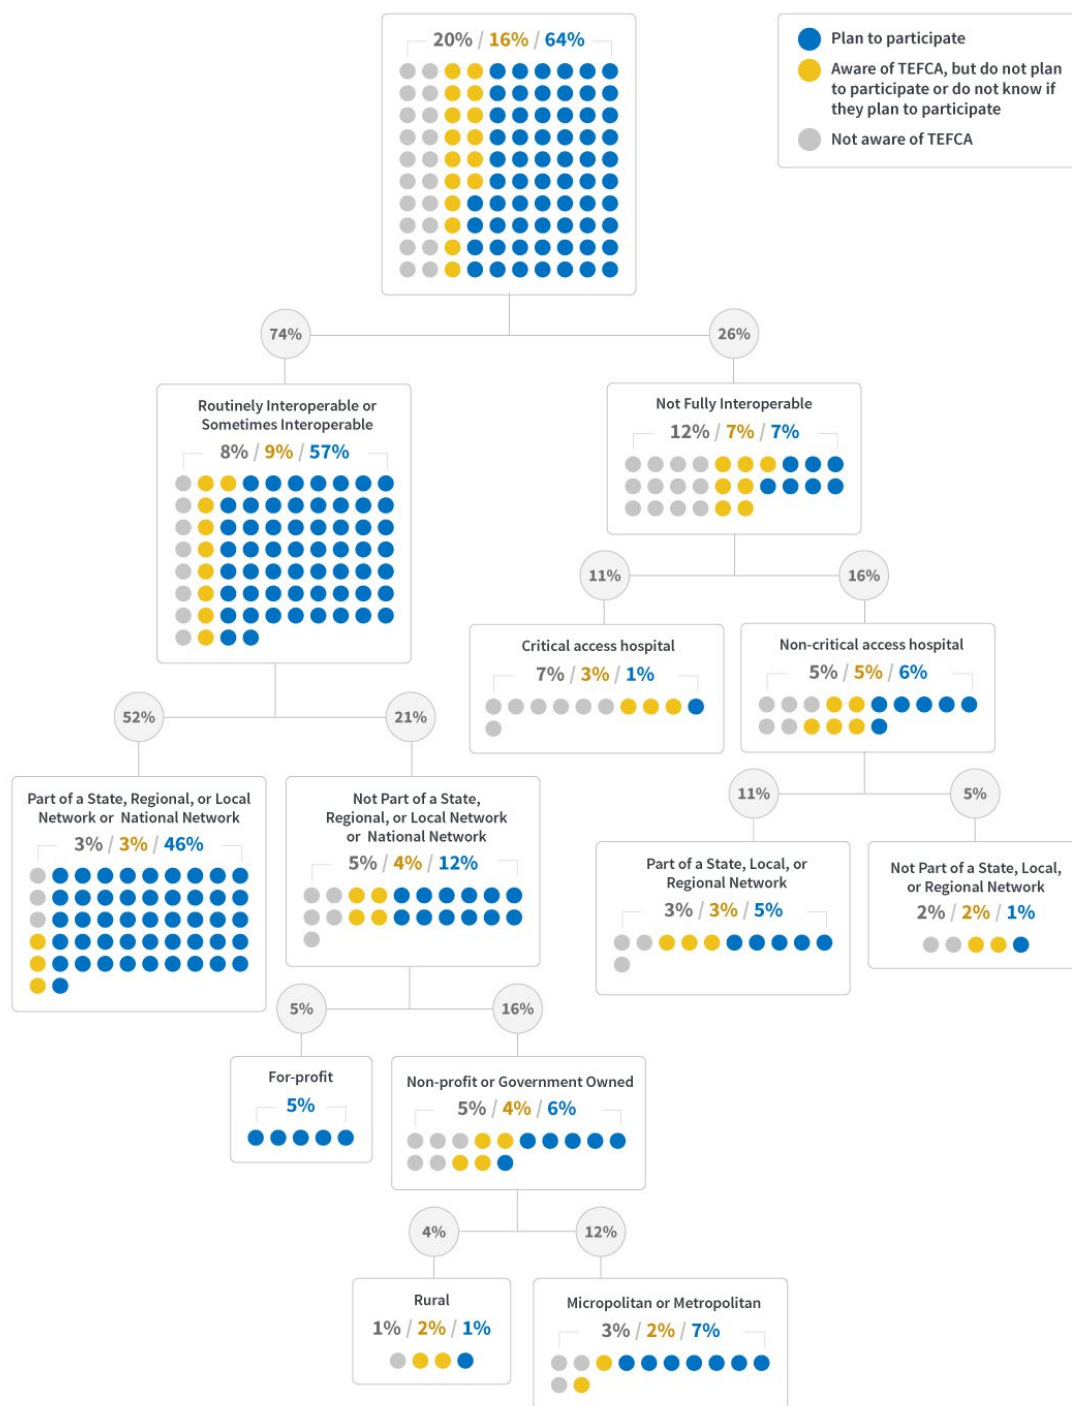 20% / 16% / 64%
Plan to participate
Aware of TEFCA, but do not plan
to participate or do not know if
they plan to participate
Not aware of TEFCA
74%
26%
Routinely Interoperable or
Sometimes Interoperable
8% / 9% / 57%
Not Fully Interoperable
12% / 7% / 7%
11%
16%
Critical access hospital
7% / 3% / 1%
Non-critical access hospital
5% / 5% / 6%
52%
21%
Part of a State, Regional, or Local
Network or National Network
3% / 3% / 46%
Not Part of a State,
Regional, or Local Network
or National Network
5% / 4% / 12%
11%
5%
Part of a State, Local, or
Regional Network
3% / 3% / 5%
Not Part of a State, Local,
or Regional Network
2% / 2% / 1%
5%
16%
For-profit
5%
Non-profit or Government Owned
5% / 4% / 6%
4%
12%
Rural
1% / 2% / 1%
Micropolitan or Metropolitan
3% / 2% / 7%